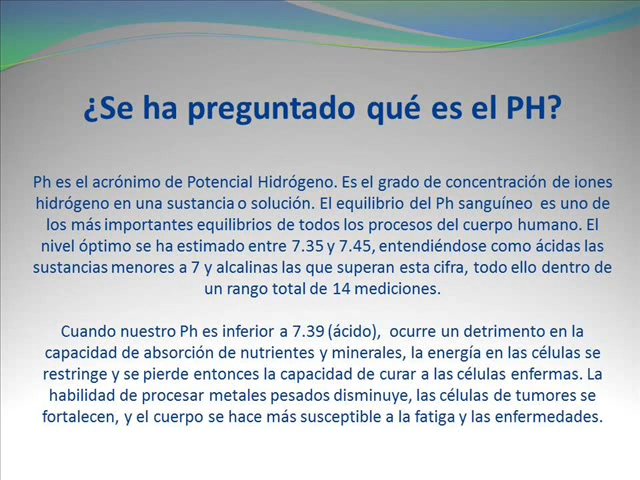 ¿Se ha preguntado qué es el PH?
Ph es el acrónimo de Potencial Hidrógeno. Es el grado de concentración de iones
hidrógeno en una sustancia o solución. El equilibrio del Ph sanguíneo es uno de
los más importantes equilibrios de todos los procesos del cuerpo humano. El
nivel óptimo se ha estimado entre 7.35 y 7.45, entendiéndose como ácidas las
sustancias menores a 7 y alcalinas las que superan esta cifra, todo ello dentro de
un rango total de 14 mediciones.
Cuando nuestro Ph es inferior a 7.39 (ácido), ocurre un detrimento en la
capacidad de absorción de nutrientes y minerales, la energía en las células se
restringe y se pierde entonces la capacidad de curar a las células enfermas. La
habilidad de procesar metales pesados disminuye, las células de tumores se
fortalecen, y el cuerpo se hace más susceptible a la fatiga y las enfermedades.